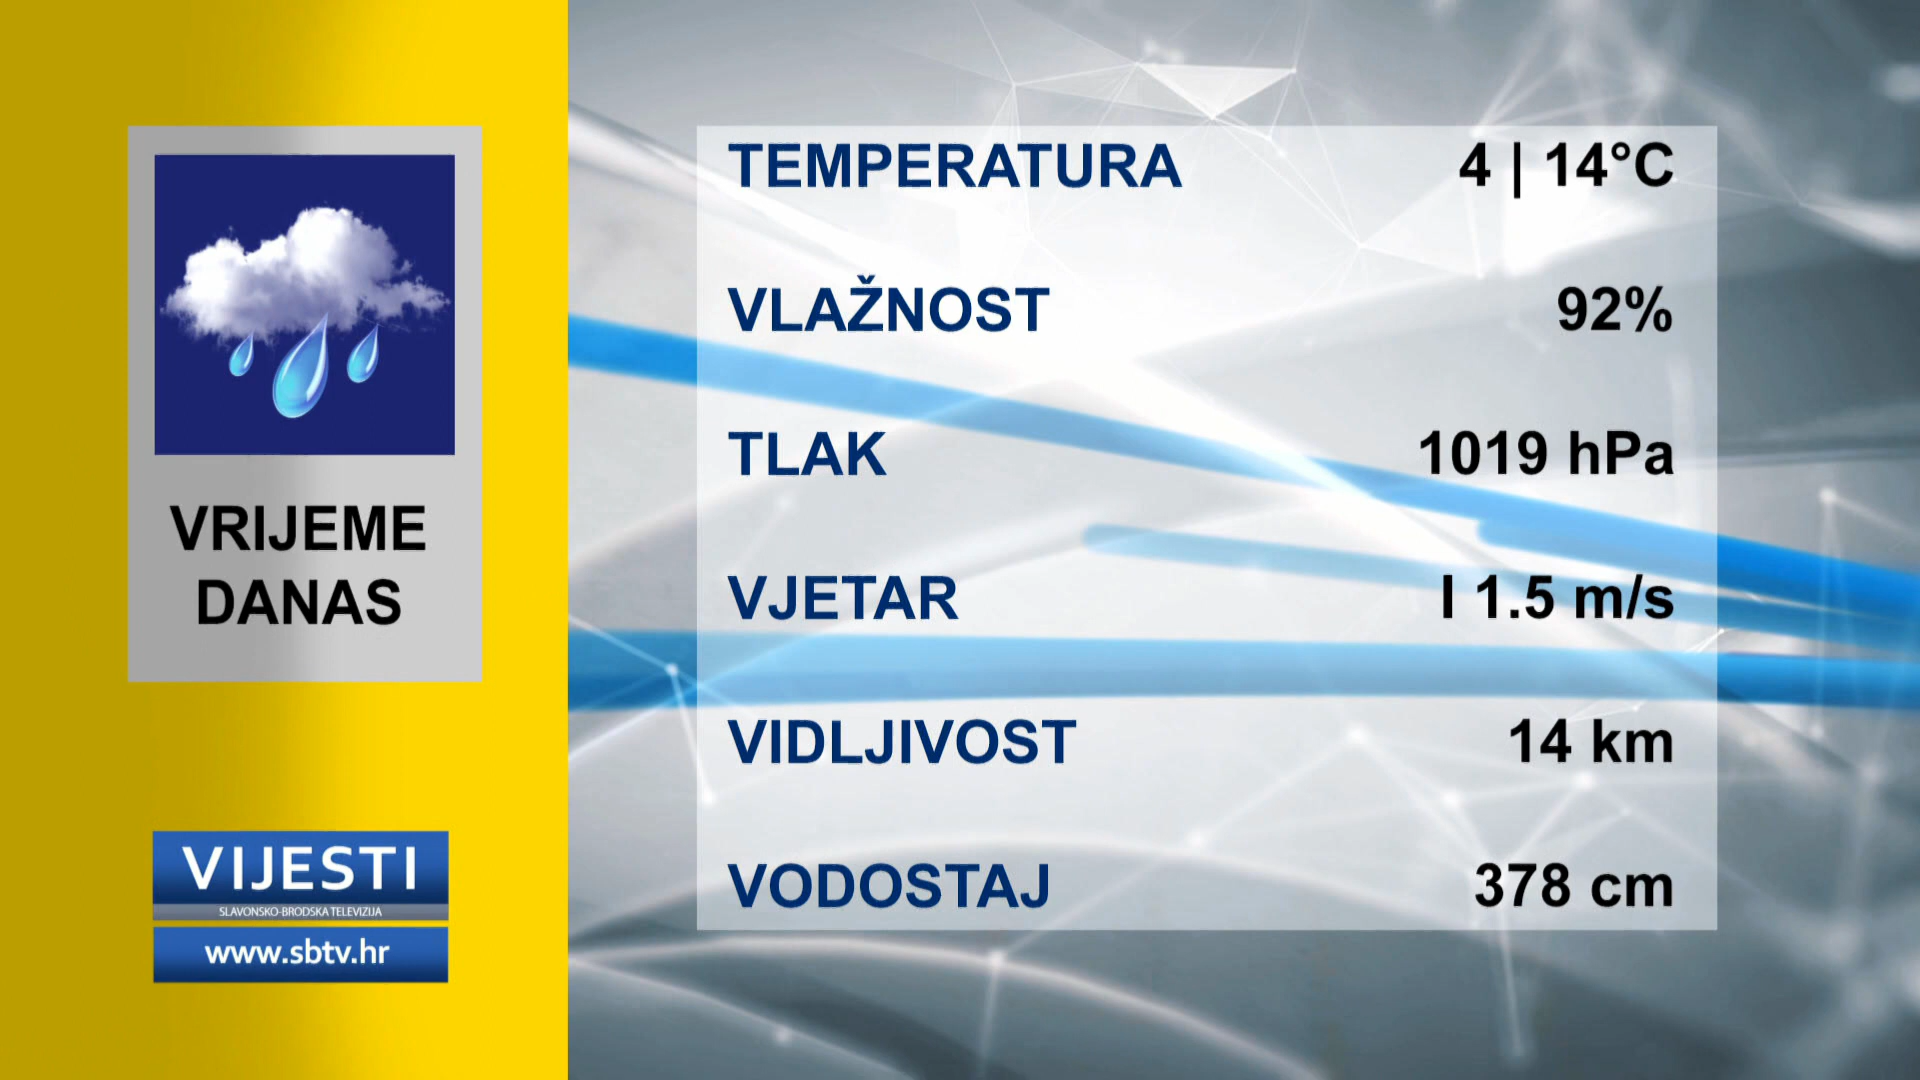 VRIJEME
DANAS
VIJESTI
SLAVONSKO-BRODSKA TELEVIZIJA
www.sbtv.hr
TEMPERATURA 4 | 14°C
VLAŽNOST 92%
TLAK 1019 hPa
VJETAR I 1.5 m/s
VIDLJIVOST 14 km
VODOSTAJ 378 cm